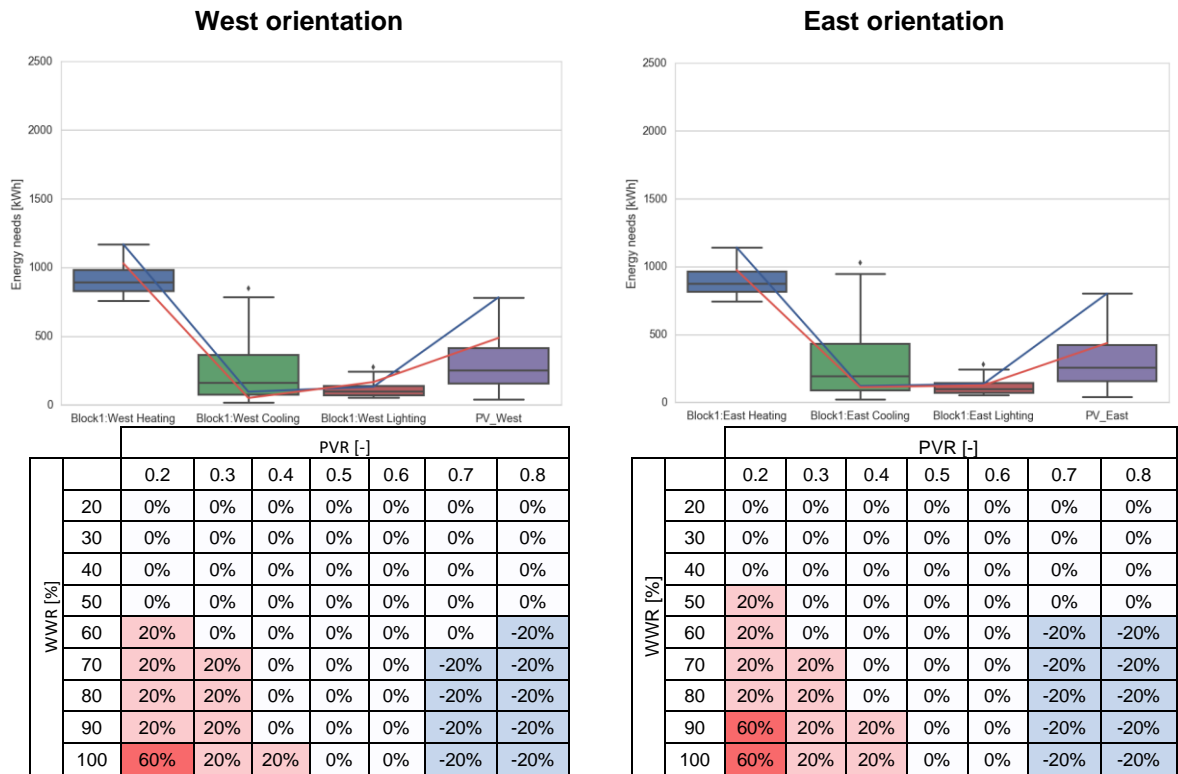 West orientation
2500
2000
1500
1000
500
0
Energy needs [kWh]
Block1:West Heating Block1:West Cooling Block1:West Lighting PV_West
PVR [-]
0.2 0.3 0.4 0.5 0.6 0.7 0.8
WWR [%]
20 0% 0% 0% 0% 0% 0% 0%
30 0% 0% 0% 0% 0% 0% 0%
40 0% 0% 0% 0% 0% 0% 0%
50 0% 0% 0% 0% 0% 0% 0%
60 20% 0% 0% 0% 0% 0% -20%
70 20% 20% 0% 0% 0% -20% -20%
80 20% 20% 0% 0% 0% -20% -20%
90 20% 20% 0% 0% 0% -20% -20%
100 60% 20% 20% 0% 0% -20% -20%
East orientation
2500
2000
1500
1000
500
0
Energy needs [kWh]
Block1:East Heating Block1:East Cooling Block1:East Lighting PV_East
PVR [-]
0.2 0.3 0.4 0.5 0.6 0.7 0.8
WWR [%]
20 0% 0% 0% 0% 0% 0% 0%
30 0% 0% 0% 0% 0% 0% 0%
40 0% 0% 0% 0% 0% 0% 0%
50 20% 0% 0% 0% 0% 0% 0%
60 20% 0% 0% 0% 0% -20% -20%
70 20% 20% 0% 0% 0% -20% -20%
80 20% 20% 0% 0% 0% -20% -20%
90 60% 20% 20% 0% 0% -20% -20%
100 60% 20% 20% 0% 0% -20% -20%